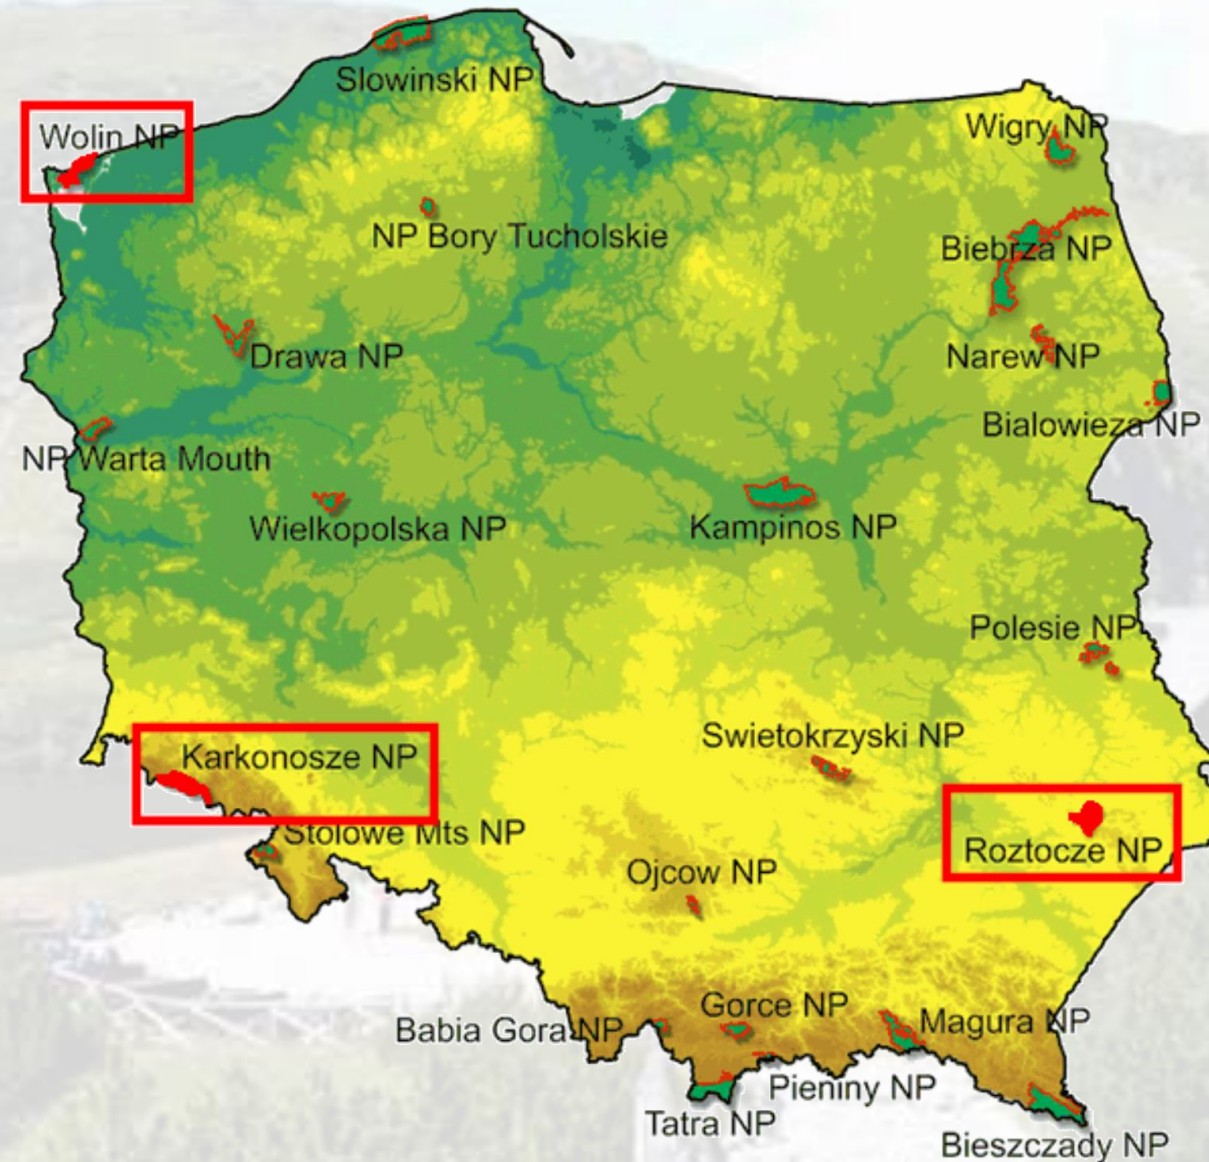 Slowinski NP
Wolin NP
Wigry NP
NP Bory Tucholskie
Biebrza NP
Drawa NP
Narew NP
Bialowieza NP
NP Warta Mouth
Wielkopolska NP
Kampinos NP
Polesie NP
Swietokrzyski NP
Karkonosze NP
Stolowe Mts NP
Roztocze NP
Ojcow NP
Gorce NP
Magura NP
Babia Gora NP
Pieniny NP
Tatra NP
Bieszczady NP